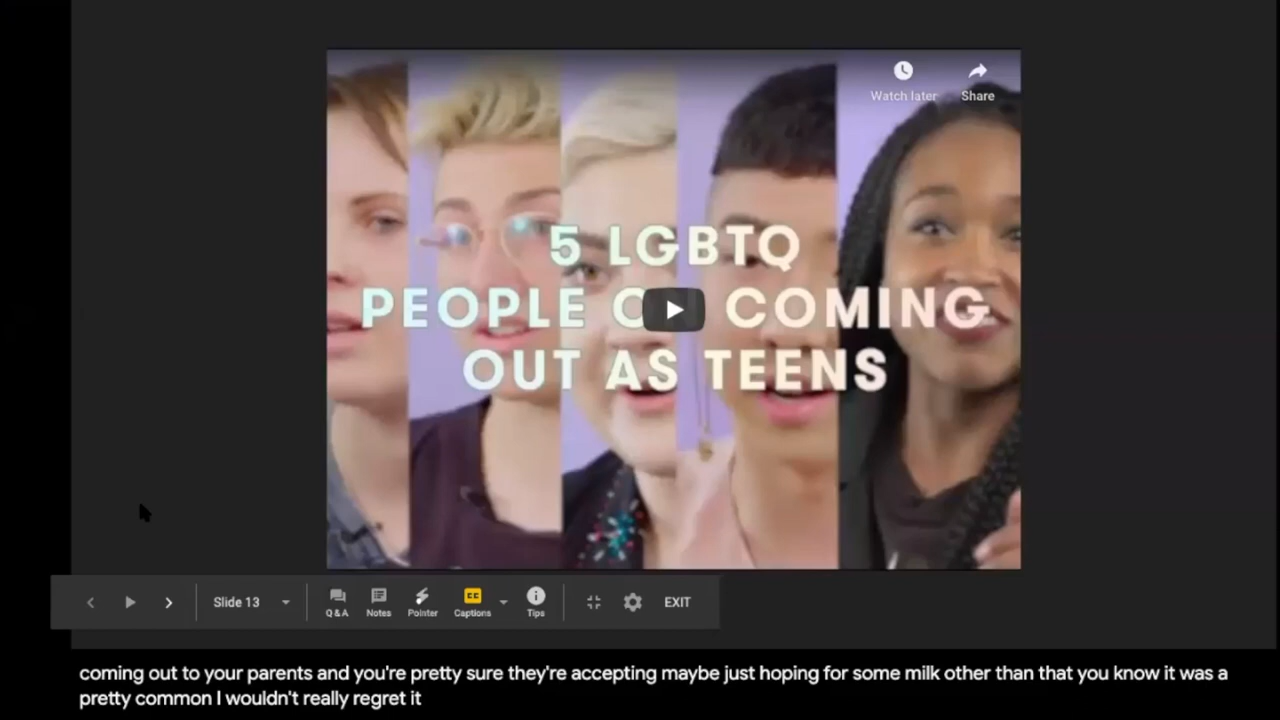 Watch later
Share
5 LGBTQ
PEOPLE COMING
OUT AS TEENS
Slide 13
Q&A
Notes
Pointer
CC
Captions
Tips
EXIT
coming out to your parents and you're pretty sure they're accepting maybe just hoping for some milk other than that you know it was a
pretty common I wouldn't really regret it